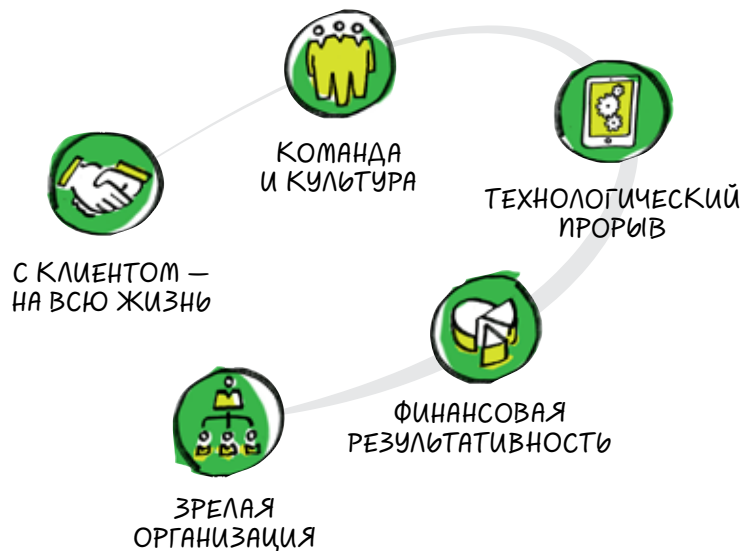 КОМАНДА
И КУЛЬТУРА
ТЕХНОЛОГИЧЕСКИЙ
ПРОРЫВ
С КЛИЕНТОМ —
НА ВСЮ ЖИЗНЬ
ФИНАНСОВАЯ
РЕЗУЛЬТАТИВНОСТЬ
ЗРЕЛАЯ
ОРГАНИЗАЦИЯ